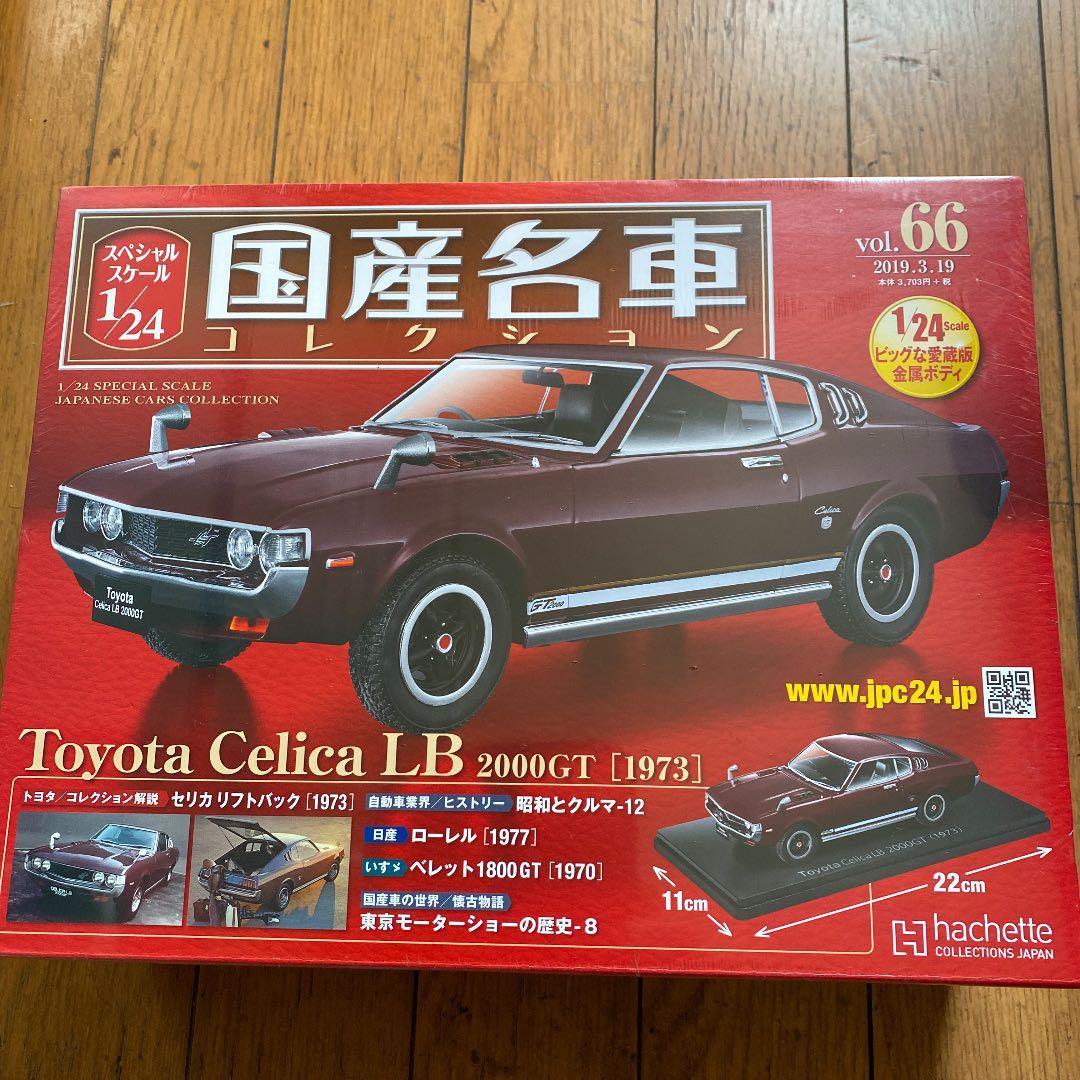 スペシャル
スケール
1/24
国産名車
コレクション
1/24 SPECIAL SCALE
JAPANESE CARS COLLECTION
vol.66
2019.3.19
本体 3,703円+税
1/24 Scale
ビッグな愛蔵版
金属ボディ
Celica
GT2000
Toyota
Celica LB 2000GT
www.jpc24.jp
Toyota Celica LB 2000GT [1973]
トヨタ/コレクション解説 セリカ リフトバック [1973]
自動車業界/ヒストリー 昭和とクルマ-12
日産 ローレル [1977]
いすゞ ベレット1800GT [1970]
国産車の世界/懐古物語
東京モーターショーの歴史-8
Toyota Celica LB 2000GT (1973)
11cm
22cm
hachette
COLLECTIONS JAPAN